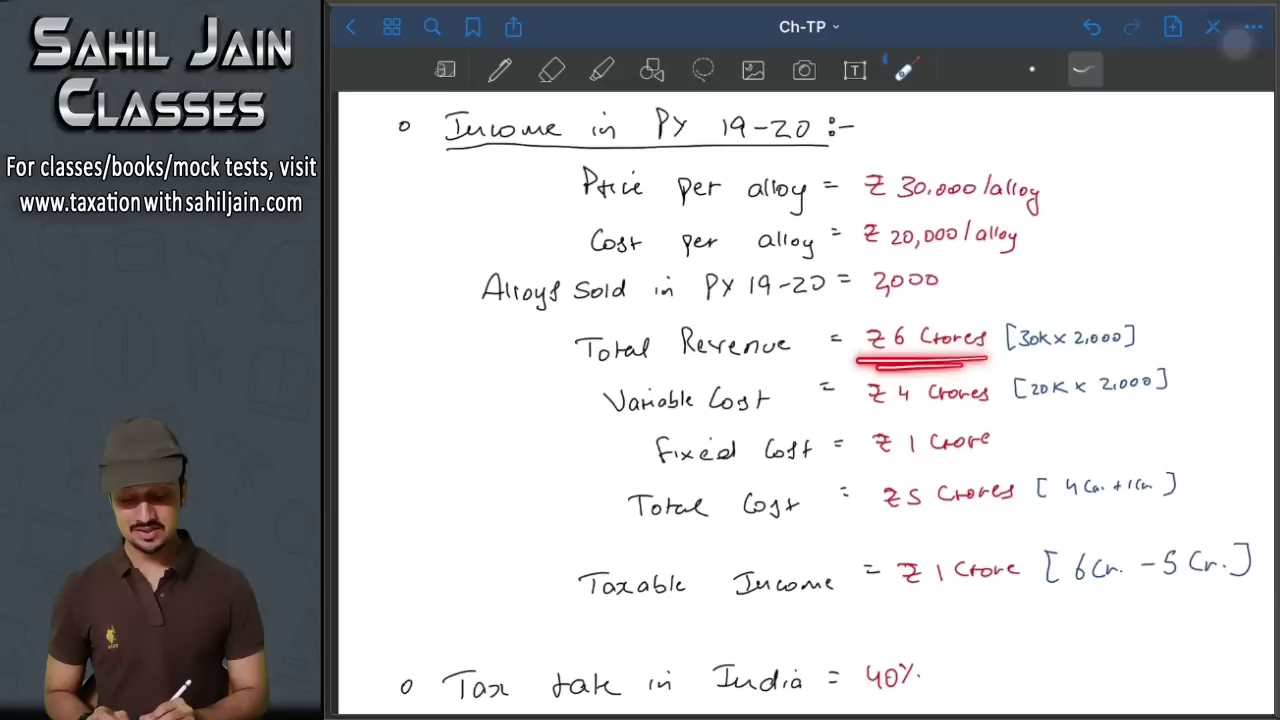 SAHIL JAIN
CLASSES
For classes/books/mock tests, visit
www.taxationwithsahiljain.com
Ch-TP
Income in PY 19-20 :-
Price per alloy = ₹ 30,000/alloy
Cost per alloy = ₹ 20,000/alloy
Alloys sold in PY 19-20 = 2,000
Total Revenue = ₹ 6 Crores [30K x 2,000]
Variable Cost = ₹ 4 Crores [20K x 2,000]
Fixed Cost = ₹ 1 Crore
Total Cost = ₹ 5 Crores [4 Cr. + 1 Cr.]
Taxable Income = ₹ 1 Crore [6 Cr. - 5 Cr.]
Tax rate in India = 40%.